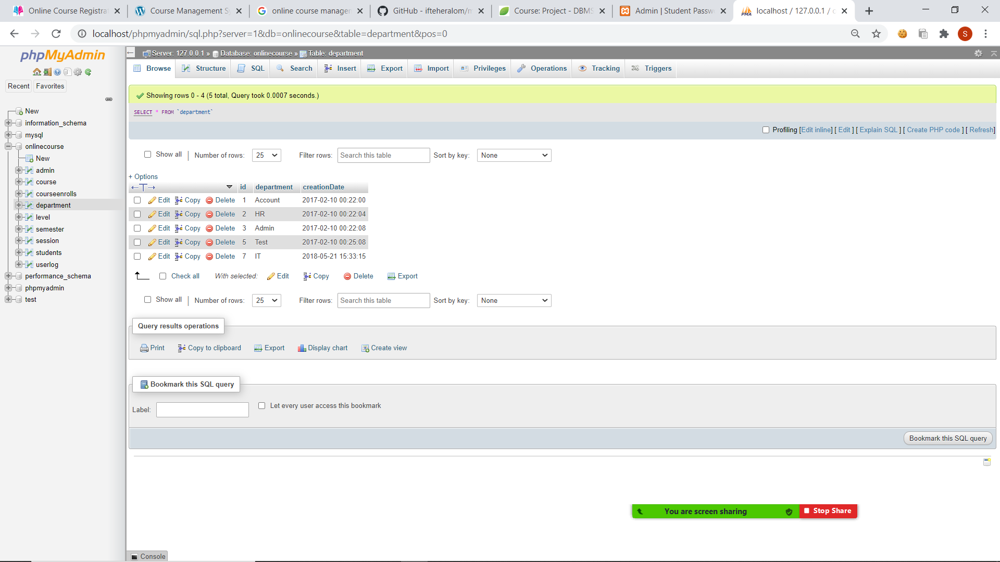 Online Course Registra
Course Management Sy
online course manager
GitHub - ifteheralom/m
Course: Project - DBMS
Admin | Student Passw
localhost / 127.0.0.1 / c
localhost/phpmyadmin/sql.php?server=1&db=onlinecourse&table=department&pos=0
S
phpMyAdmin
Recent
Favorites
New
information_schema
mysql
onlinecourse
New
admin
course
courseenrolls
department
level
semester
session
students
userlog
performance_schema
phpmyadmin
test
Server: 127.0.0.1 » Database: onlinecourse » Table: department
Browse Structure SQL Search Insert Export Import Privileges Operations Tracking Triggers
Showing rows 0 - 4 (5 total, Query took 0.0007 seconds.)
SELECT * FROM `department`
Profiling [Edit inline] [ Edit ] [ Explain SQL ] [ Create PHP code ] [ Refresh]
Show all | Number of rows: 25 Filter rows: Search this table Sort by key: None
+ Options
←T→ id department creationDate
Edit Copy Delete 1 Account 2017-02-10 00:22:00
Edit Copy Delete 2 HR 2017-02-10 00:22:04
Edit Copy Delete 3 Admin 2017-02-10 00:22:08
Edit Copy Delete 5 Test 2017-02-10 00:25:08
Edit Copy Delete 7 IT 2018-05-21 15:33:15
Check all With selected: Edit Copy Delete Export
Show all | Number of rows: 25 Filter rows: Search this table Sort by key: None
Query results operations
Print Copy to clipboard Export Display chart Create view
Bookmark this SQL query
Label: Let every user access this bookmark
Bookmark this SQL query
You are screen sharing Stop Share
Console